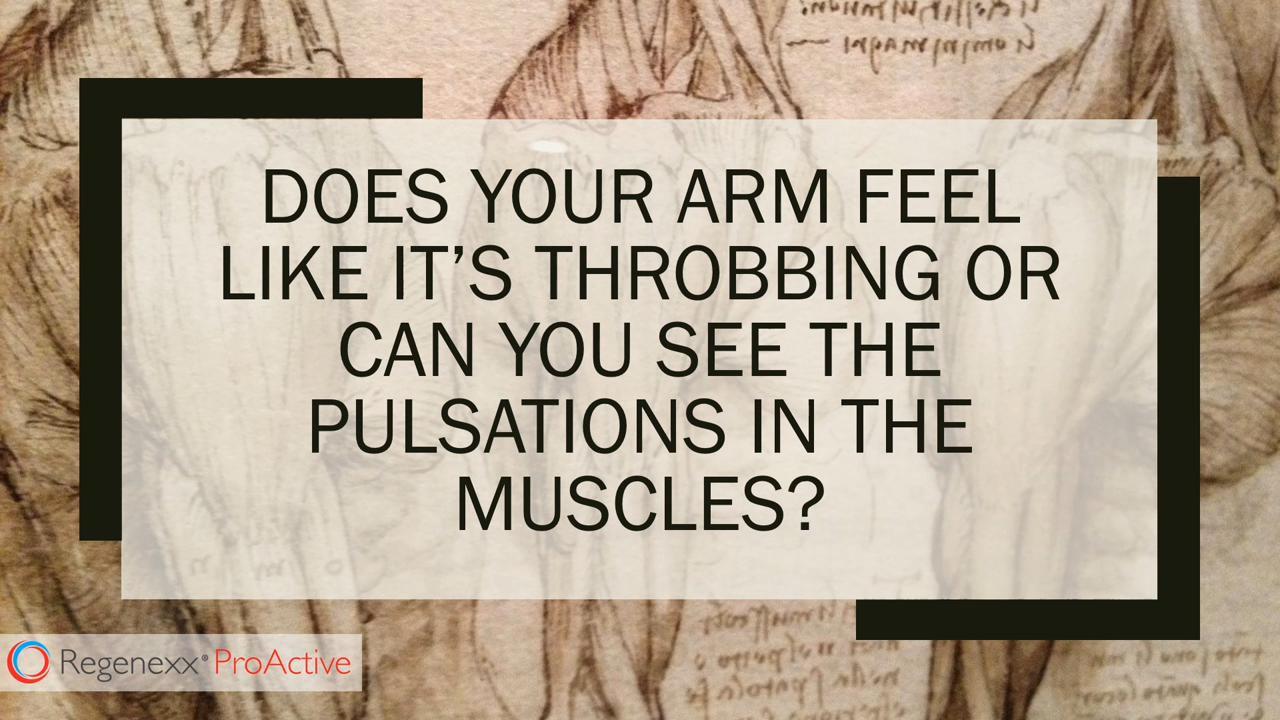 DOES YOUR ARM FEEL
LIKE IT’S THROBBING OR
CAN YOU SEE THE
PULSATIONS IN THE
MUSCLES?
Regenexx® ProActive